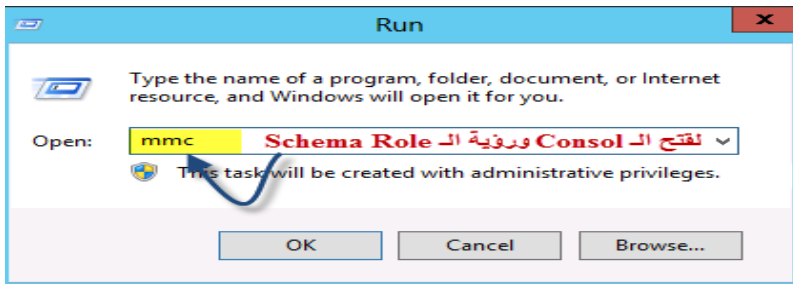 Run
x
Type the name of a program, folder, document, or Internet
resource, and Windows will open it for you.
Open: mmc لفتح الـ Consol ورؤية الـ Schema Role
This task will be created with administrative privileges.
OK Cancel Browse...